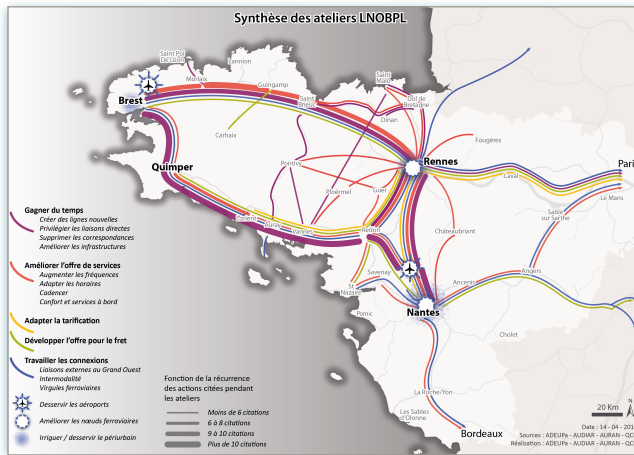 Synthèse des ateliers LNOBPL
Saint Pol
De Léon
Lannion
Morlaix
Guingamp
Brest
Saint
Brieuc
Saint
Malo
Dol de
Bretagne
Dinan
Carhaix
Fougères
Rennes
Quimper
Pontivy
Ploërmel
Guer
Laval
Paris
Le Mans
Sablé
sur Sarthe
Lorient
Auray
Vannes
Redon
Châteaubriant
Savenay
St
Nazaire
Ancenis
Angers
Pornic
Nantes
Cholet
La Roche/Yon
Les Sables
D'olonne
Bordeaux
Gagner du temps
Créer des lignes nouvelles
Privilégier les liaisons directes
Supprimer les correspondances
Améliorer les infrastructures
Améliorer l'offre de services
Augmenter les fréquences
Adapter les horaires
Cadencer
Confort et services à bord
Adapter la tarification
Développer l'offre pour le fret
Travailler les connexions
Liaisons externes au Grand Ouest
Intermodalité
Virgules ferroviaires
Desservir les aéroports
Améliorer les nœuds ferroviaires
Irriguer / desservir le périurbain
Fonction de la récurrence
des actions citées pendant
les ateliers
Moins de 6 citations
6 à 8 citations
9 à 10 citations
Plus de 10 citations
20 Km
N
Date : 14 - 04 - 201
Sources : ADEUPa - AUDIAR - AURAN - QC
Réalisation : ADEUPa - AUDIAR - AURAN - QC